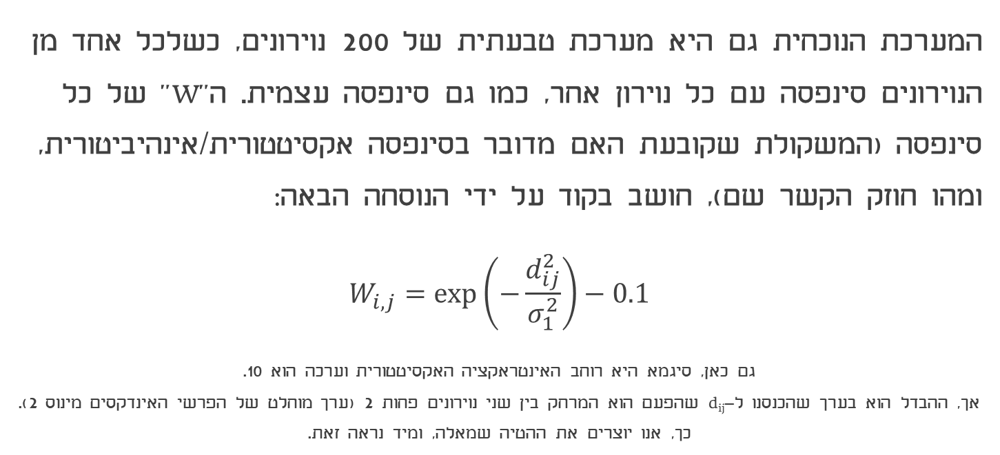 המערכת הנוכחית גם היא מערכת טבעתית של 200 נוירונים, כשלכל אחד מן
הנוירונים סינפסה עם כל נוירון אחר, כמו גם סינפסה עצמית. ה"W" של כל
סינפסה (המשקולת שקובעת האם מדובר בסינפסה אקסיטטורית/אינהיביטורית,
ומהו חוזק הקשר שם), חושב בקוד על ידי הנוסחה הבאה:
W_{i,j} = exp(−d_{ij}^2/σ_1^2) − 0.1
גם כאן, סיגמא היא רוחב האינטראקציה האקסיטטורית וערכה הוא 10.
אך, ההבדל הוא בערך שהכנסנו ל–d_{ij} שהפעם הוא המרחק בין שני נוירונים פחות 2 (ערך מוחלט של הפרשי האינדקסים מינוס 2).
כך, אנו יוצרים את ההטיה שמאלה, ומיד נראה זאת.